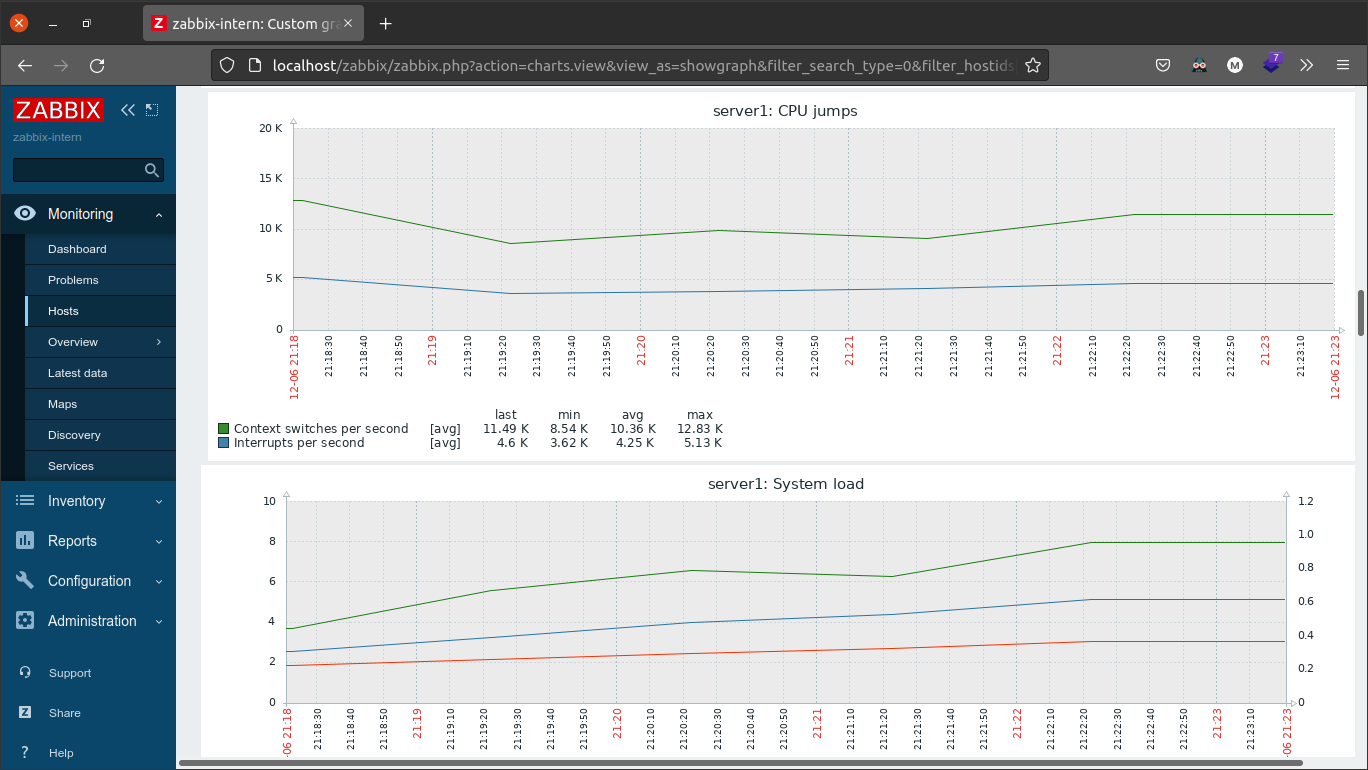 Z zabbix-intern: Custom gra
localhost/zabbix/zabbix.php?action=charts.view&view_as=showgraph&filter_search_type=0&filter_hostids
M
7
ZABBIX
zabbix-intern
Monitoring
Dashboard
Problems
Hosts
Overview
Latest data
Maps
Discovery
Services
Inventory
Reports
Configuration
Administration
Support
Z Share
? Help
server1: CPU jumps
20 K
15 K
10 K
5 K
0
12-06 21:18
21:18:30
21:18:40
21:18:50
21:19
21:19:10
21:19:20
21:19:30
21:19:40
21:19:50
21:20
21:20:10
21:20:20
21:20:30
21:20:40
21:20:50
21:21
21:21:10
21:21:20
21:21:30
21:21:40
21:21:50
21:22
21:22:10
21:22:20
21:22:30
21:22:40
21:22:50
21:23
21:23:10
12-06 21:23
last min avg max
Context switches per second [avg] 11.49 K 8.54 K 10.36 K 12.83 K
Interrupts per second [avg] 4.6 K 3.62 K 4.25 K 5.13 K
server1: System load
10
8
6
4
2
0
1.2
1.0
0.8
0.6
0.4
0.2
0
-06 21:18
21:18:30
21:18:40
21:18:50
21:19
21:19:10
21:19:20
21:19:30
21:19:40
21:19:50
21:20
21:20:10
21:20:20
21:20:30
21:20:40
21:20:50
21:21
21:21:10
21:21:20
21:21:30
21:21:40
21:21:50
21:22
21:22:10
21:22:20
21:22:30
21:22:40
21:22:50
21:23
21:23:10
-06 21:23